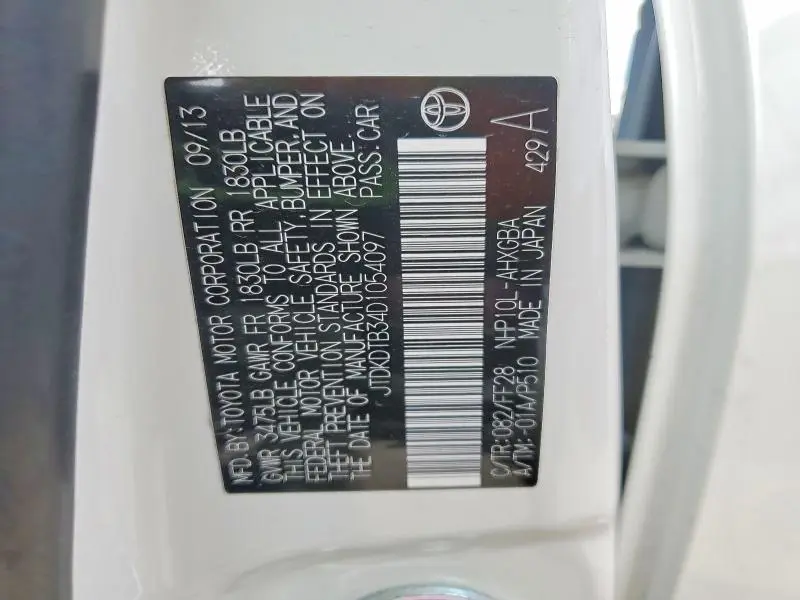 MFD. BY: TOYOTA MOTOR CORPORATION 09/13
GVWR 3475LB GAWR FR 1830LB RR 1830LB
THIS VEHICLE CONFORMS TO ALL APPLICABLE
FEDERAL MOTOR VEHICLE SAFETY, BUMPER, AND
THEFT PREVENTION STANDARDS IN EFFECT ON
THE DATE OF MANUFACTURE SHOWN ABOVE.
JTDKDTB34D1054097 PASS. CAR
C/TR: 082/FF28 NHP10L-AHXGBA
A/TM: -01A/P510 MADE IN JAPAN 429 A